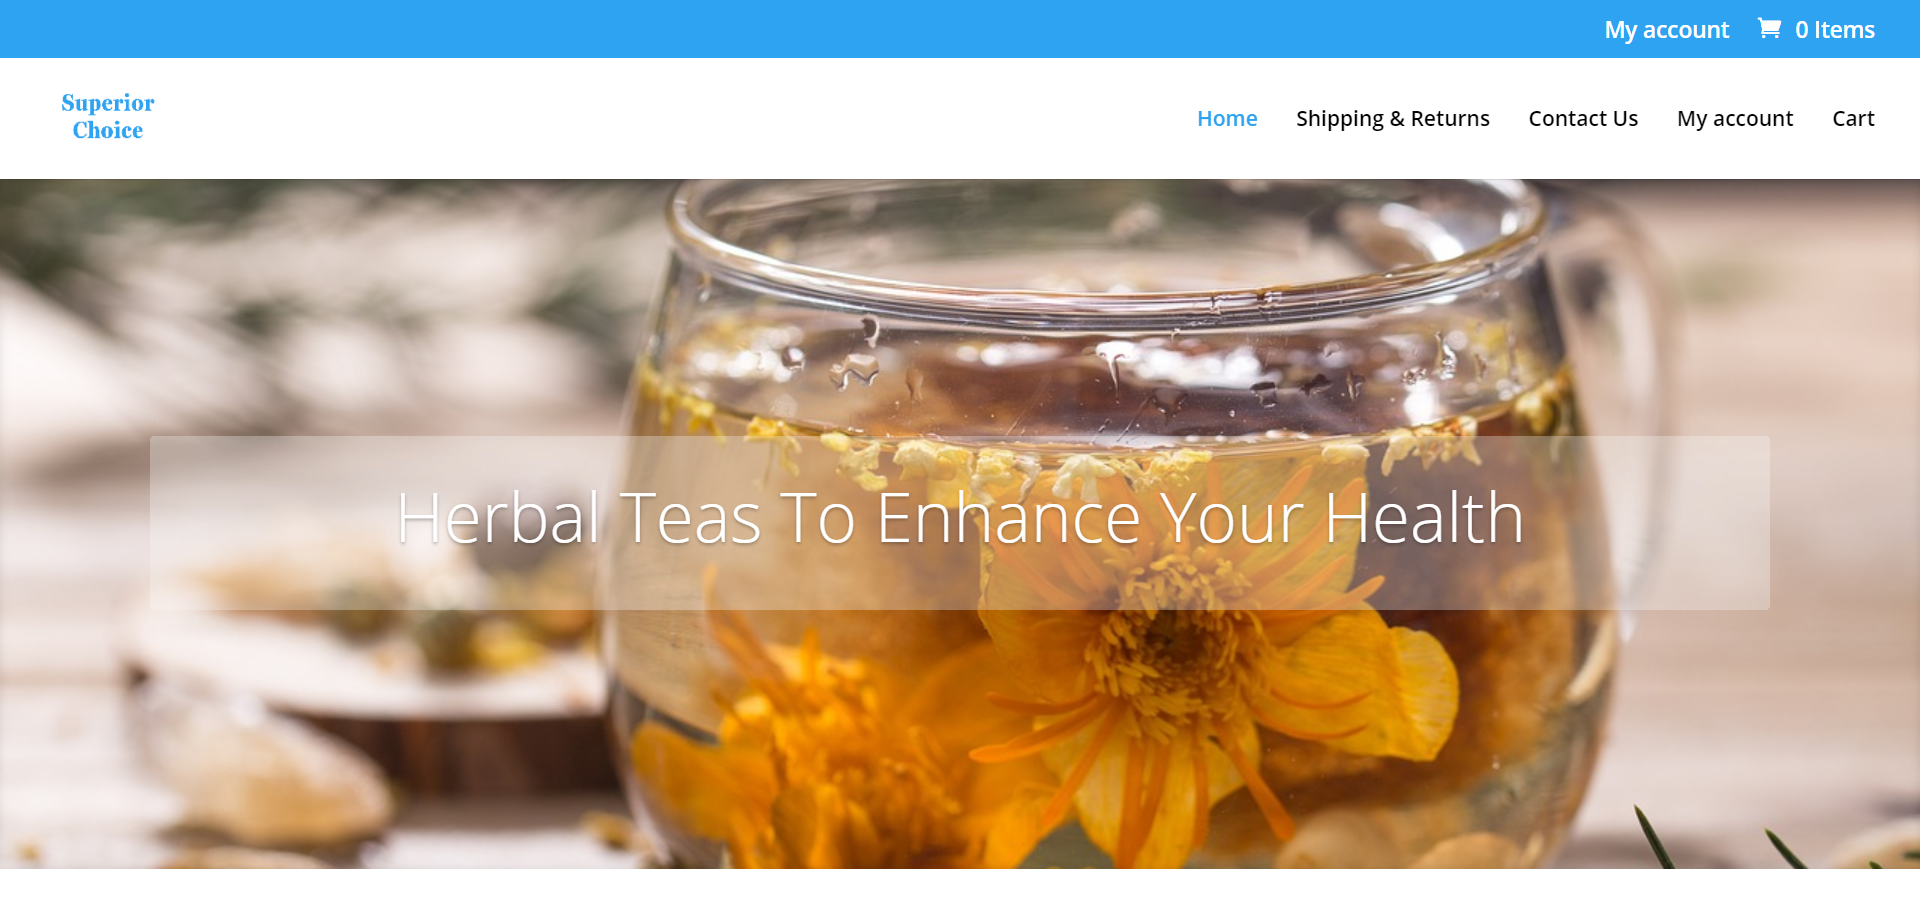 My account 0 Items
Superior
Choice
Home Shipping & Returns Contact Us My account Cart
Herbal Teas To Enhance Your Health